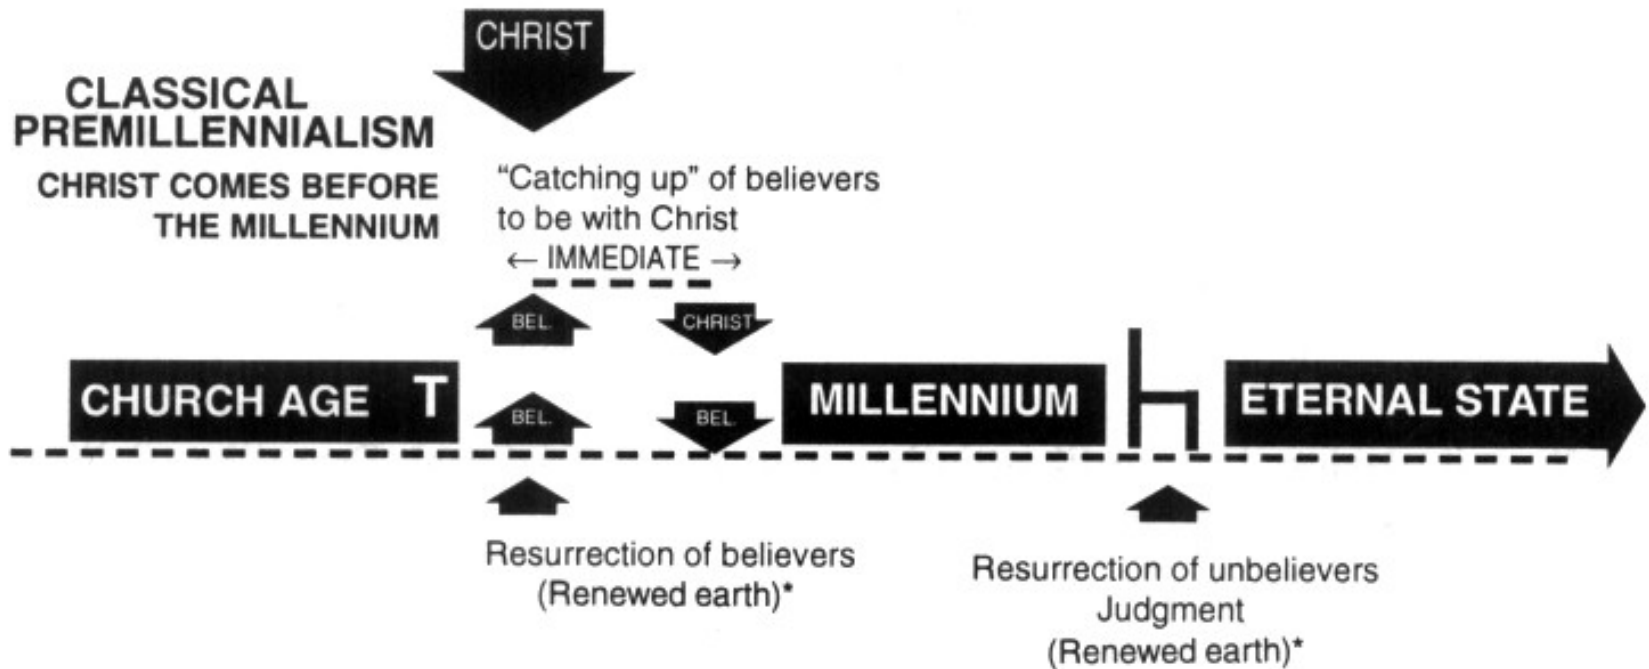 CHRIST
CLASSICAL
PREMILLENNIALISM
CHRIST COMES BEFORE
THE MILLENNIUM
“Catching up” of believers
to be with Christ
← IMMEDIATE →
BEL.
CHRIST
CHURCH AGE T
BEL.
BEL.
MILLENNIUM
ETERNAL STATE
Resurrection of believers
(Renewed earth)*
Resurrection of unbelievers
Judgment
(Renewed earth)*